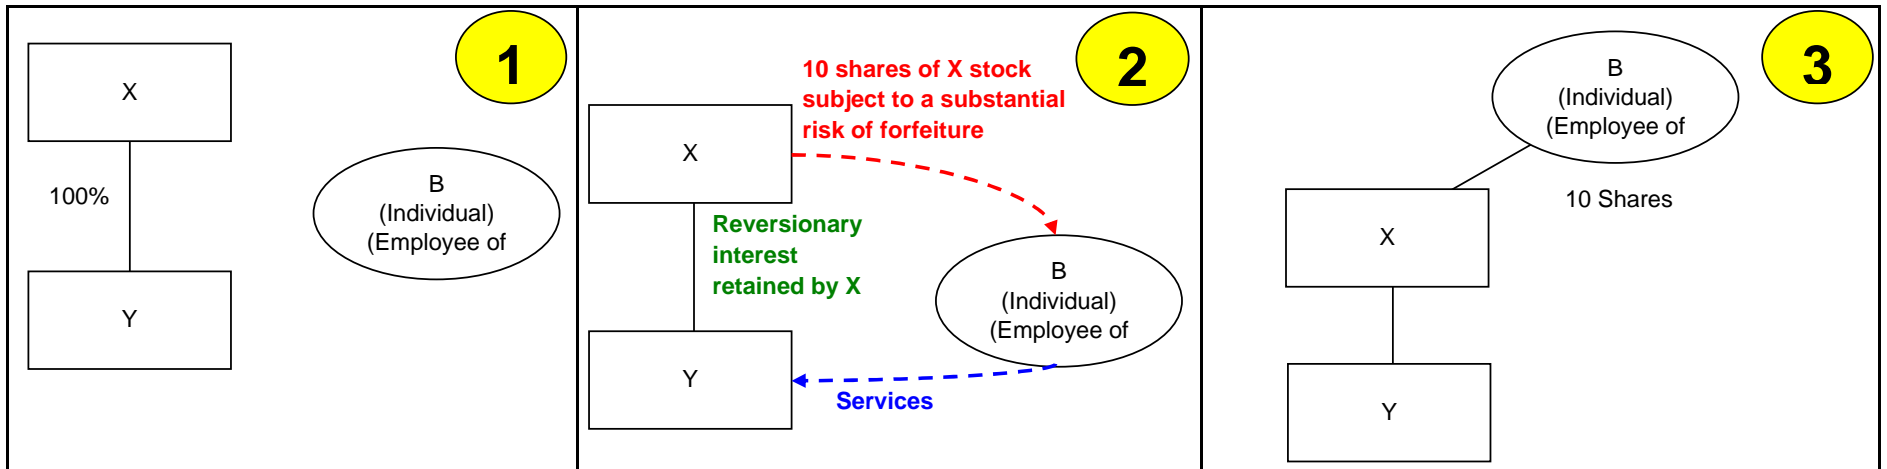 1
X
100%
B
(Individual)
(Employee of
Y
2
10 shares of X stock
subject to a substantial
risk of forfeiture
X
Reversionary
interest
retained by X
B
(Individual)
(Employee of
Y
Services
3
B
(Individual)
(Employee of
10 Shares
X
Y